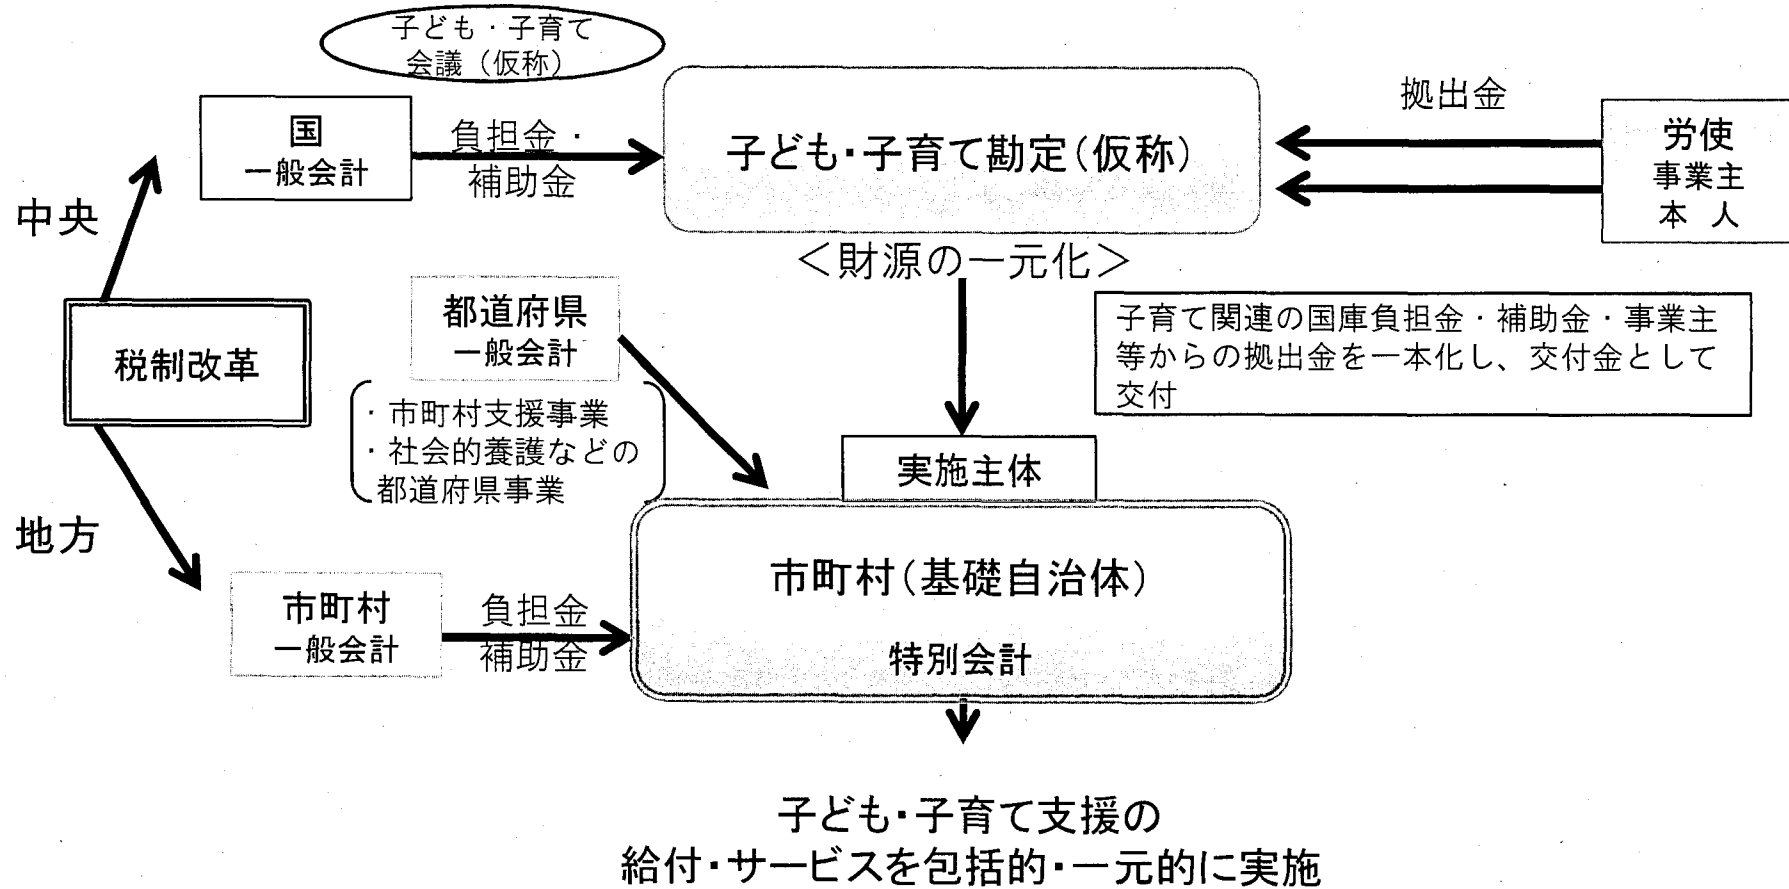 子ども・子育て
会議（仮称）
国
一般会計
負担金・
補助金
子ども・子育て勘定（仮称）
拠出金
労使
事業主
本　人
中央
＜財源の一元化＞
税制改革
都道府県
一般会計
・市町村支援事業
・社会的養護などの
都道府県事業
子育て関連の国庫負担金・補助金・事業主
等からの拠出金を一本化し、交付金として
交付
実施主体
地方
市町村
一般会計
負担金
補助金
市町村（基礎自治体）
特別会計
子ども・子育て支援の
給付・サービスを包括的・一元的に実施